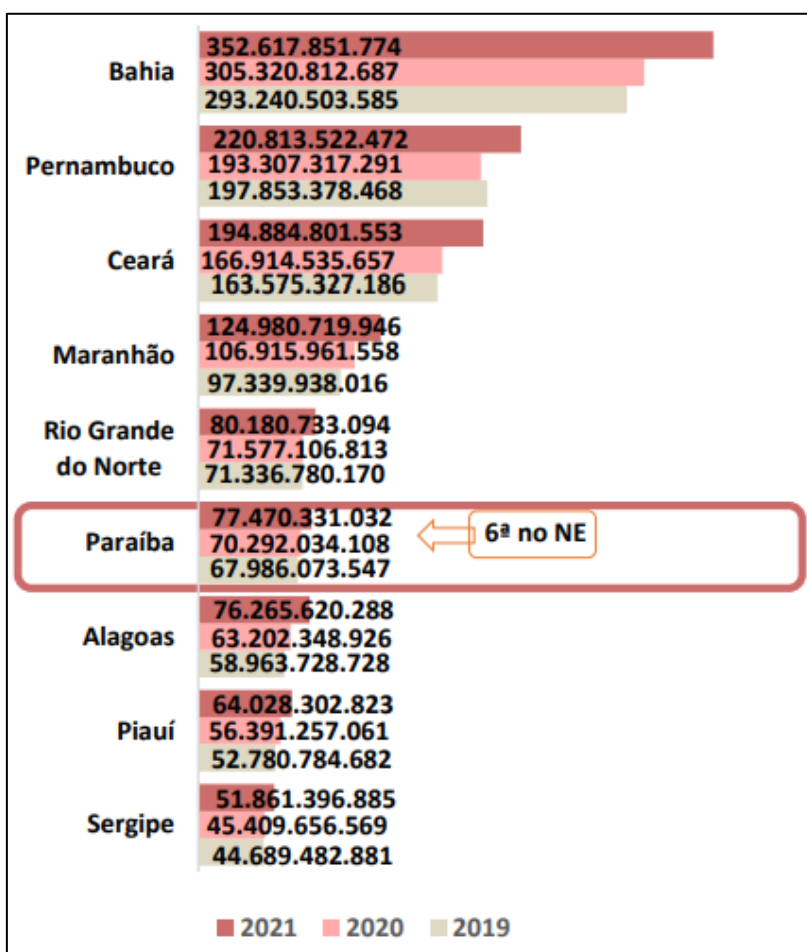 Bahia
352.617.851.774
305.320.812.687
293.240.503.585
Pernambuco
220.813.522.472
193.307.317.291
197.853.378.468
Ceará
194.884.801.553
166.914.535.657
163.575.327.186
Maranhão
124.980.719.946
106.915.961.558
97.339.938.016
Rio Grande
do Norte
80.180.733.094
71.577.106.813
71.336.780.170
Paraíba
77.470.331.032
70.292.034.108
67.986.073.547
6ª no NE
Alagoas
76.265.620.288
63.202.348.926
58.963.728.728
Piauí
64.028.302.823
56.391.257.061
52.780.784.682
Sergipe
51.861.396.885
45.409.656.569
44.689.482.881
2021 2020 2019